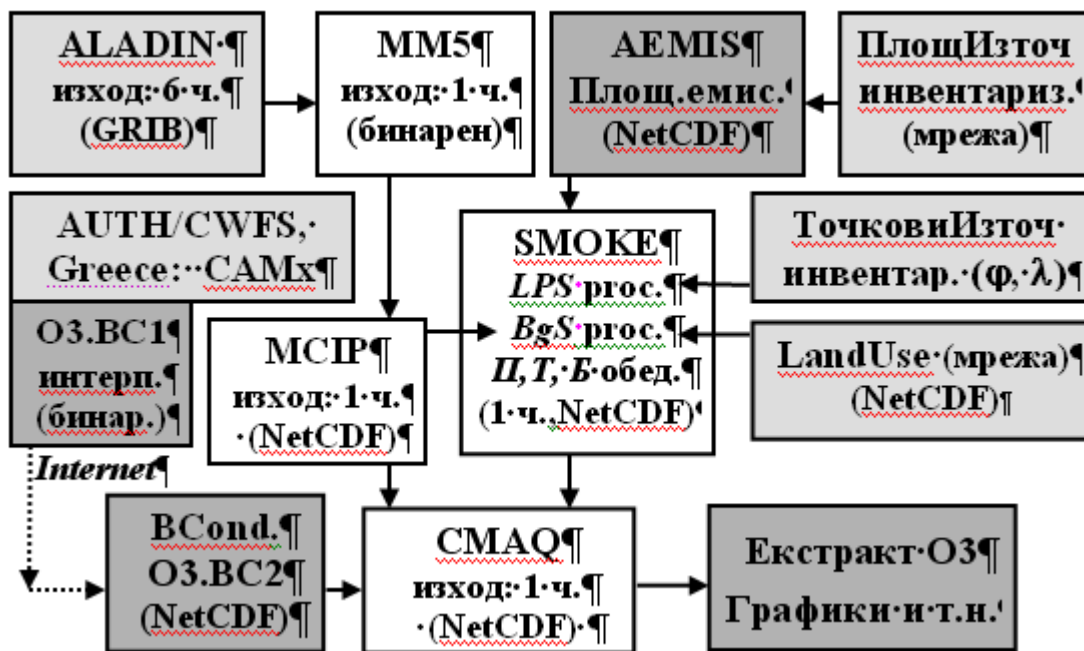 ALADIN
изход: 6 ч.
(GRIB)
MM5
изход: 1 ч.
(бинарен)
AEMIS
Площ.емис.
(NetCDF)
ПлощИзточ
инвентариз.
(мрежа)
AUTH/CWFS,
Greece: CAMx
O3.BC1
интерп.
(бинар.)
Internet
MCIP
изход: 1 ч.
(NetCDF)
SMOKE
LPS proc.
BgS proc.
П,Т, Б обед.
(1 ч.,NetCDF)
ТочковиИзточ
инвентар. (φ, λ)
LandUse (мрежа)
(NetCDF)
BCond.
O3.BC2
(NetCDF)
CMAQ
изход: 1 ч.
(NetCDF)
Екстракт O3
Графики и т.н.